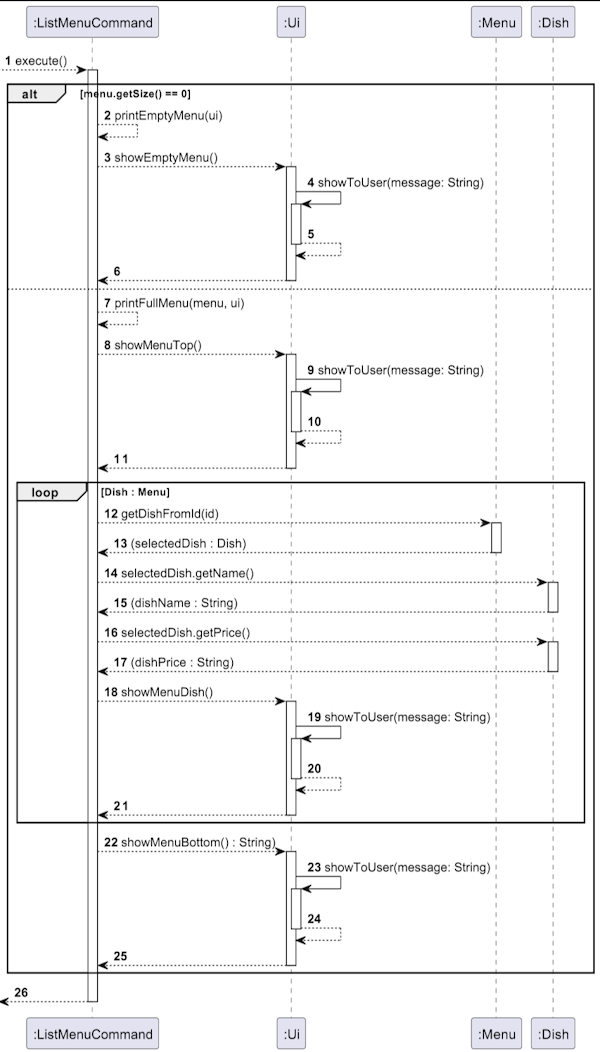 :ListMenuCommand :Ui :Menu :Dish
1 execute()
alt [menu.getSize() == 0]
2 printEmptyMenu(ui)
3 showEmptyMenu()
4 showToUser(message: String)
5
6
7 printFullMenu(menu, ui)
8 showMenuTop()
9 showToUser(message: String)
10
11
loop [Dish : Menu]
12 getDishFromId(id)
13 (selectedDish : Dish)
14 selectedDish.getName()
15 (dishName : String)
16 selectedDish.getPrice()
17 (dishPrice : String)
18 showMenuDish()
19 showToUser(message: String)
20
21
22 showMenuBottom() : String)
23 showToUser(message: String)
24
25
26
:ListMenuCommand :Ui :Menu :Dish